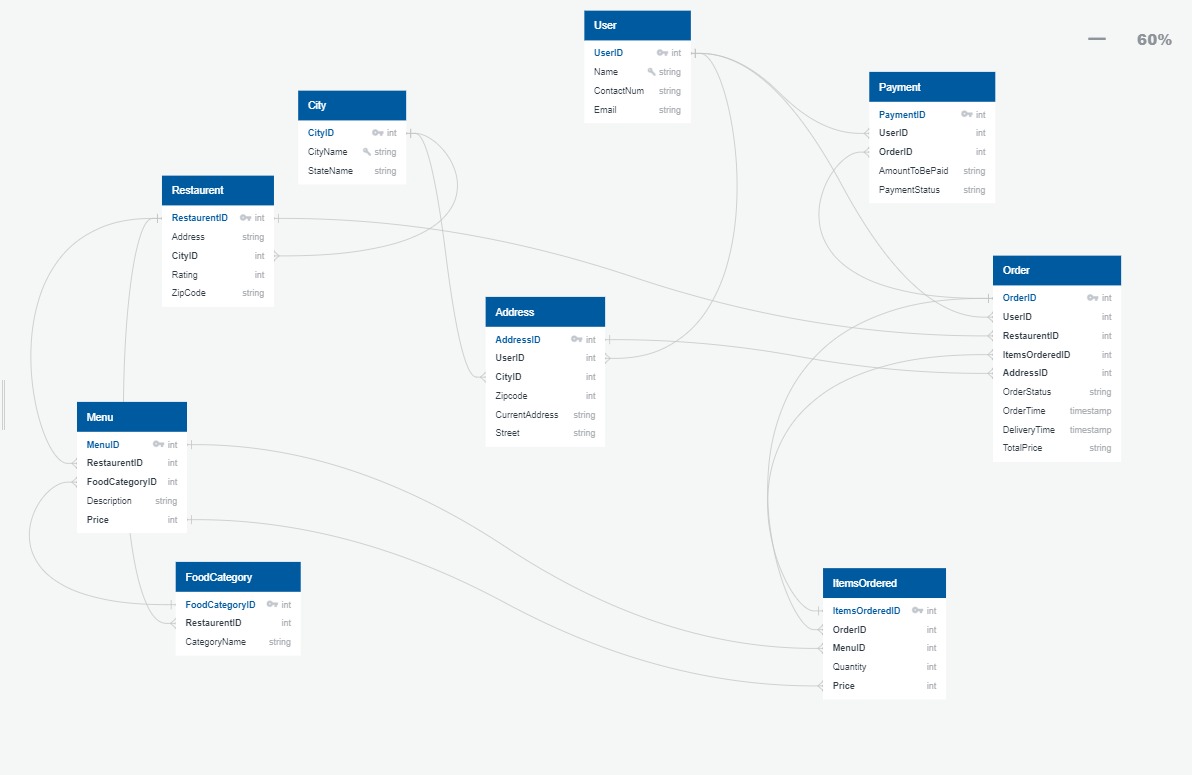 User
UserID int
Name string
ContactNum string
Email string
60%
Payment
PaymentID int
UserID int
OrderID int
AmountToBePaid string
PaymentStatus string
City
CityID int
CityName string
StateName string
Restaurent
RestaurentID int
Address string
CityID int
Rating int
ZipCode string
Order
OrderID int
UserID int
RestaurentID int
ItemsOrderedID int
AddressID int
OrderStatus string
OrderTime timestamp
DeliveryTime timestamp
TotalPrice string
Address
AddressID int
UserID int
CityID int
Zipcode int
CurrentAddress string
Street string
Menu
MenuID int
RestaurentID int
FoodCategoryID int
Description string
Price int
FoodCategory
FoodCategoryID int
RestaurentID int
CategoryName string
ItemsOrdered
ItemsOrderedID int
OrderID int
MenuID int
Quantity int
Price int